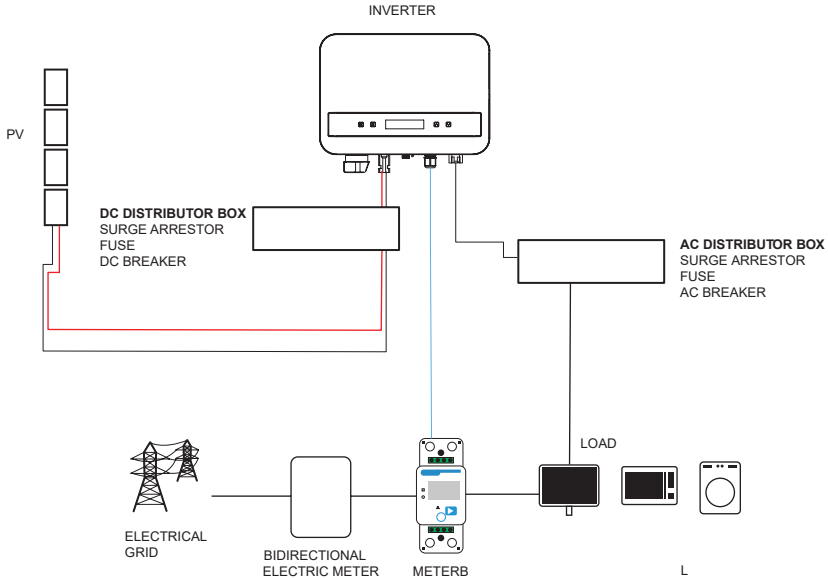 INVERTER
PV
DC DISTRIBUTOR BOX
SURGE ARRESTOR
FUSE
DC BREAKER
AC DISTRIBUTOR BOX
SURGE ARRESTOR
FUSE
AC BREAKER
LOAD
ELECTRICAL
GRID
BIDIRECTIONAL
ELECTRIC METER
METERB
L